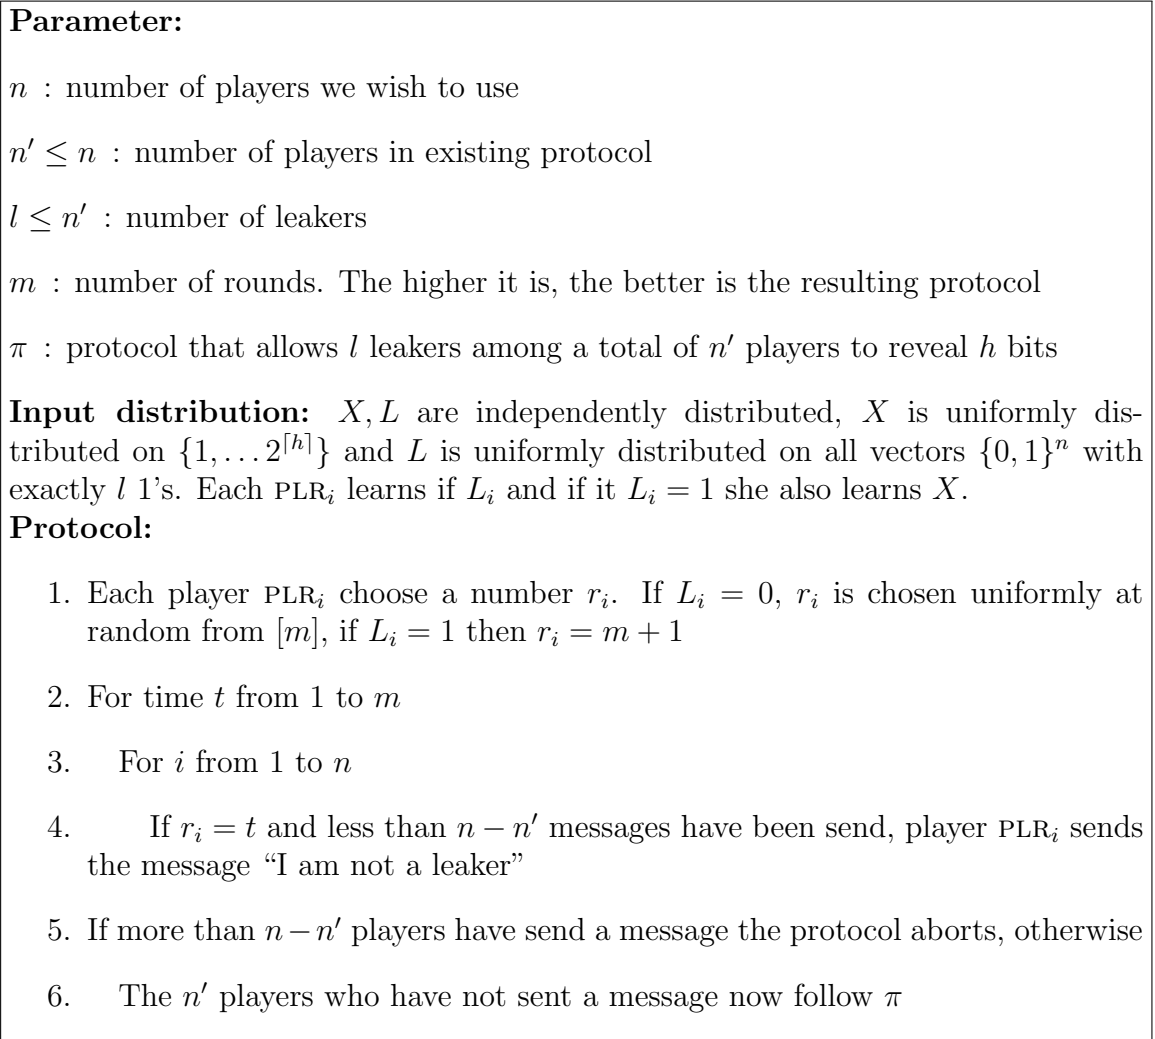 Parameter:
n : number of players we wish to use
n′ ≤ n : number of players in existing protocol
l ≤ n′ : number of leakers
m : number of rounds. The higher it is, the better is the resulting protocol
π : protocol that allows l leakers among a total of n′ players to reveal h bits
Input distribution: X, L are independently distributed, X is uniformly dis-
tributed on {1, . . . 2^{⌈h⌉}} and L is uniformly distributed on all vectors {0, 1}^n with
exactly l 1's. Each PLR_i learns if L_i and if it L_i = 1 she also learns X.
Protocol:
1. Each player PLR_i choose a number r_i. If L_i = 0, r_i is chosen uniformly at
random from [m], if L_i = 1 then r_i = m + 1
2. For time t from 1 to m
3. For i from 1 to n
4. If r_i = t and less than n − n′ messages have been send, player PLR_i sends
the message “I am not a leaker”
5. If more than n − n′ players have send a message the protocol aborts, otherwise
6. The n′ players who have not sent a message now follow π